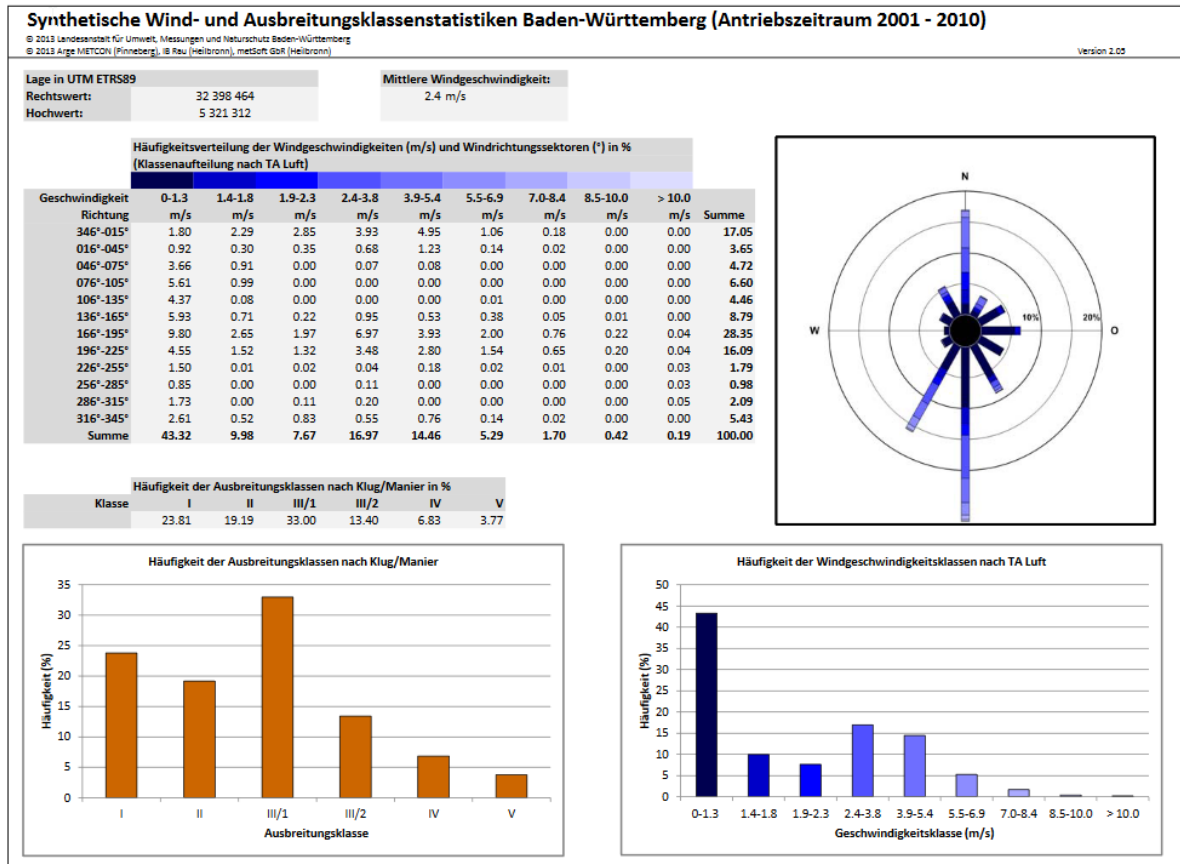 Synthetische Wind- und Ausbreitungsklassenstatistiken Baden-Württemberg (Antriebszeitraum 2001 - 2010)
© 2013 Landesanstalt für Umwelt, Messungen und Naturschutz Baden-Württemberg
© 2013 Arge METCON (Pinneberg), IB Rau (Heilbronn), metSoft GbR (Heilbronn) Version 2.05
Lage in UTM ETRS89 Mittlere Windgeschwindigkeit:
Rechtswert: 32 398 464 2.4 m/s
Hochwert: 5 321 312
Häufigkeitsverteilung der Windgeschwindigkeiten (m/s) und Windrichtungssektoren (°) in %
(Klassenaufteilung nach TA Luft)
Geschwindigkeit 0-1.3 1.4-1.8 1.9-2.3 2.4-3.8 3.9-5.4 5.5-6.9 7.0-8.4 8.5-10.0 > 10.0
Richtung m/s m/s m/s m/s m/s m/s m/s m/s m/s Summe
346°-015° 1.80 2.29 2.85 3.93 4.95 1.06 0.18 0.00 0.00 17.05
016°-045° 0.92 0.30 0.35 0.68 1.23 0.14 0.02 0.00 0.00 3.65
046°-075° 3.66 0.91 0.00 0.07 0.08 0.00 0.00 0.00 0.00 4.72
076°-105° 5.61 0.99 0.00 0.00 0.00 0.00 0.00 0.00 0.00 6.60
106°-135° 4.37 0.08 0.00 0.00 0.00 0.00 0.01 0.00 0.00 4.46
136°-165° 5.93 0.71 0.22 0.95 0.53 0.38 0.05 0.01 0.00 8.79
166°-195° 9.80 2.65 1.97 6.97 3.93 2.00 0.76 0.22 0.04 28.35
196°-225° 4.55 1.52 1.32 3.48 2.80 1.54 0.65 0.20 0.04 16.09
226°-255° 1.50 0.01 0.02 0.04 0.18 0.02 0.01 0.00 0.03 1.79
256°-285° 0.85 0.00 0.00 0.11 0.00 0.00 0.00 0.00 0.03 0.98
286°-315° 1.73 0.00 0.11 0.20 0.00 0.00 0.00 0.00 0.05 2.09
316°-345° 2.61 0.52 0.83 0.55 0.76 0.14 0.02 0.00 0.00 5.43
Summe 43.32 9.98 7.67 16.97 14.46 5.29 1.70 0.42 0.19 100.00
N
W
10%
20%
O
S
Häufigkeit der Ausbreitungsklassen nach Klug/Manier in %
Klasse I II III/1 III/2 IV V
23.81 19.19 33.00 13.40 6.83 3.77
Häufigkeit der Ausbreitungsklassen nach Klug/Manier
Häufigkeit (%)
35
30
25
20
15
10
5
0
I II III/1 III/2 IV V
Ausbreitungsklasse
Häufigkeit der Windgeschwindigkeitsklassen nach TA Luft
Häufigkeit (%)
50
45
40
35
30
25
20
15
10
5
0
0-1.3 1.4-1.8 1.9-2.3 2.4-3.8 3.9-5.4 5.5-6.9 7.0-8.4 8.5-10.0 > 10.0
Geschwindigkeitsklasse (m/s)